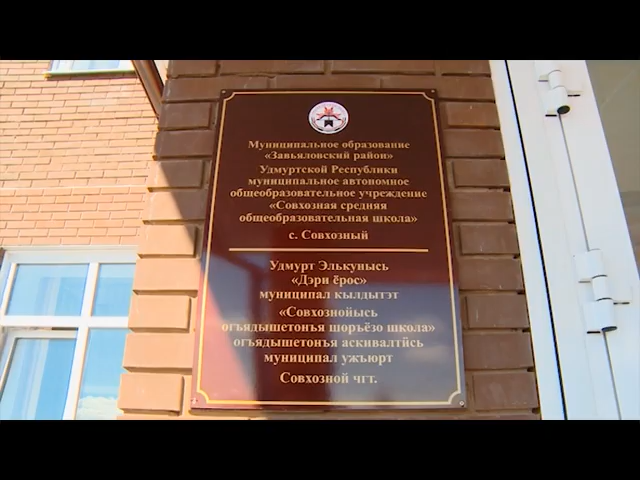 Муниципальное образование
«Завьяловский район»
Удмуртской Республики
муниципальное автономное
общеобразовательное учреждение
«Совхозная средняя
общеобразовательная школа»
с. Совхозный
Удмурт Элькунысь
«Дэри ёрос»
муниципал кылдытэт
«Совхознойысь
огъядышетонъя шоръёзо школа»
огъядышетонъя аскивалтӥсь
муниципал ужъюрт
Совхозной чгт.